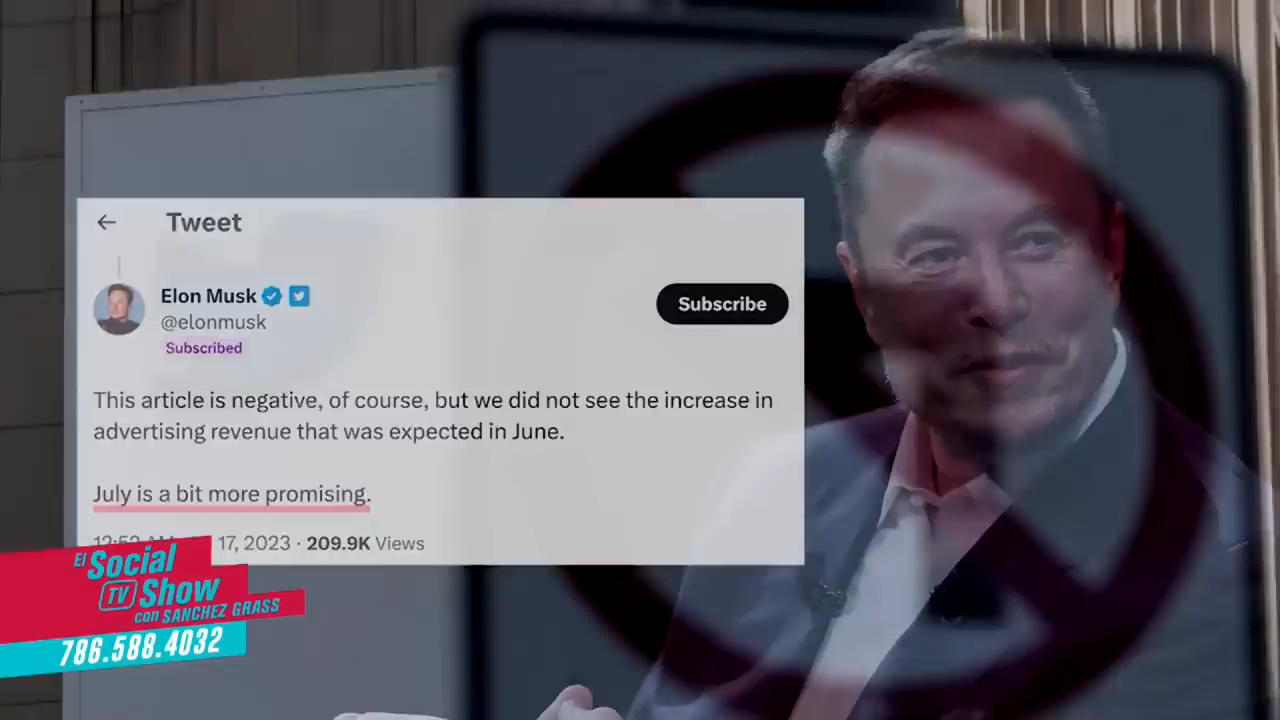 Tweet
Elon Musk
@elonmusk
Subscribed
Subscribe
This article is negative, of course, but we did not see the increase in
advertising revenue that was expected in June.
July is a bit more promising.
17, 2023 · 209.9K Views
El
Social
TV Show
con SANCHEZ GRASS
786.588.4032